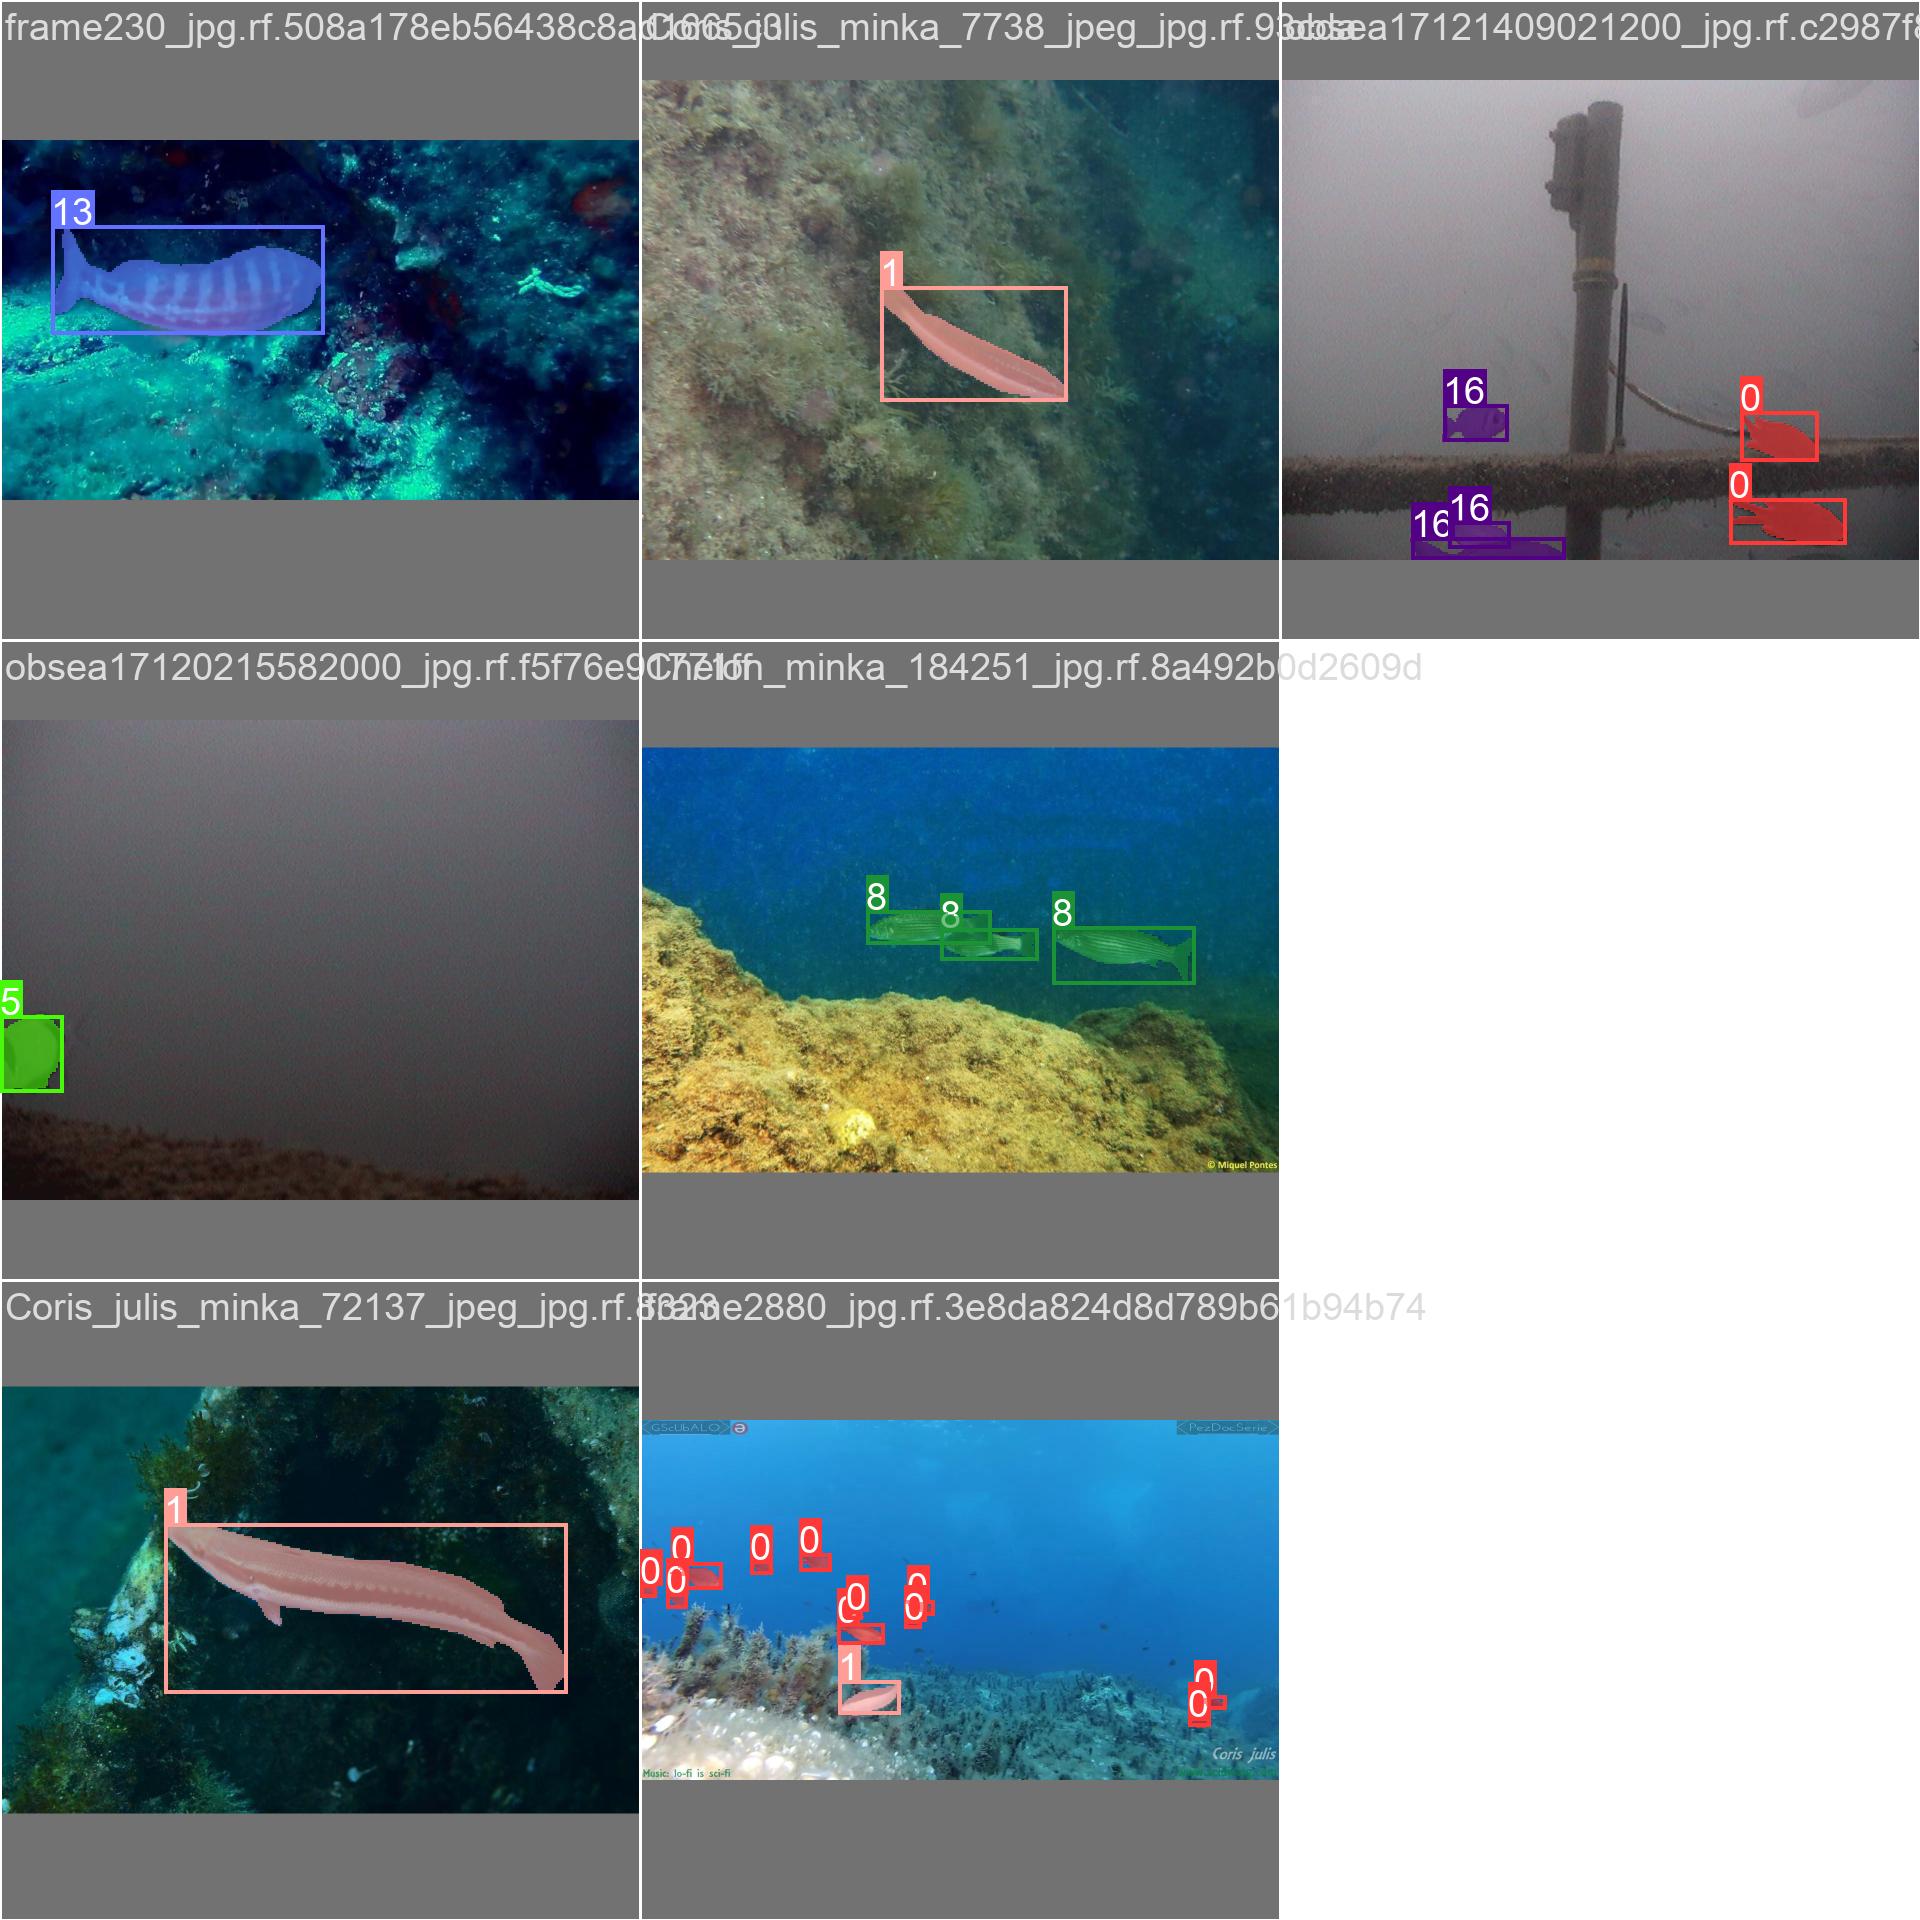 frame230_jpg.rf.508a178eb56438c8a
Coris_julis_minka_7738_jpeg_jpg.rf.93
obsea17121409021200_jpg.rf.c2987f8
13
1
16
0
0
16
16
obsea17120215582000_jpg.rf.f5f76e9
Chelon_minka_184251_jpg.rf.8a492b0d2609d
5
8
8
8
© Miquel Pontes
Coris_julis_minka_72137_jpeg_jpg.rf.8
frame2880_jpg.rf.3e8da824d8d789b61b94b74
GScUbALO
PezDocSerie
1
0
0
0
0
0
0
0
0
0
1
0
0
Coris julis
Music: lo-fi is sci-fi